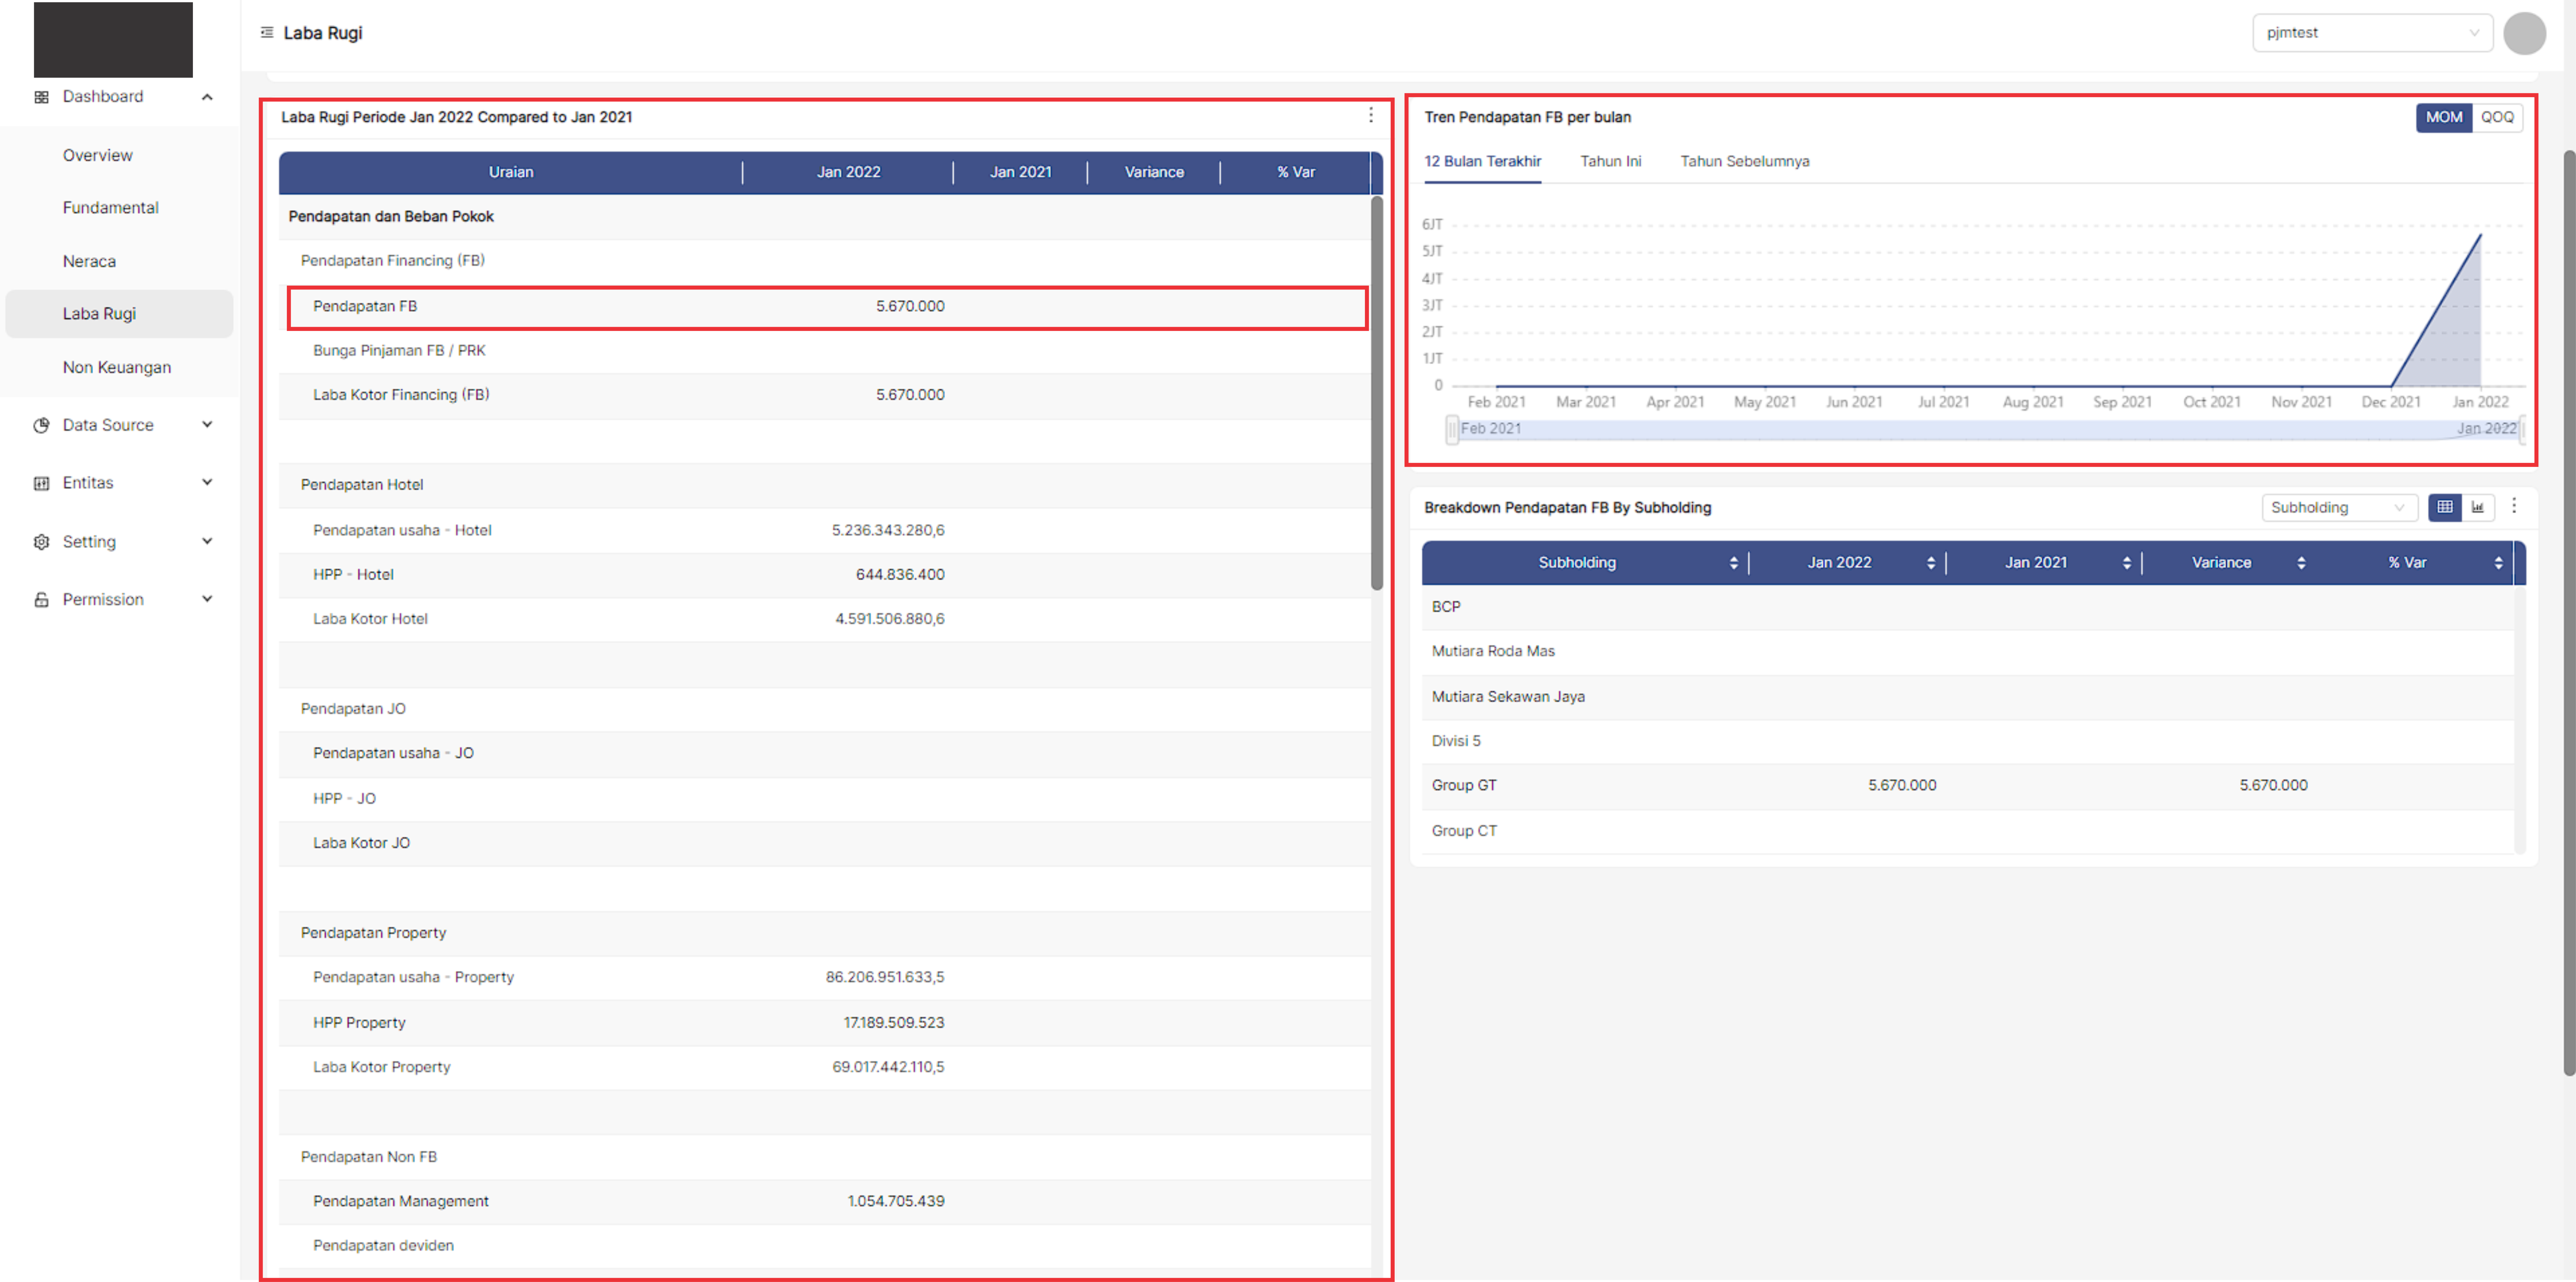 Laba Rugi
pjmtest
Dashboard
Overview
Fundamental
Neraca
Laba Rugi
Non Keuangan
Data Source
Entitas
Setting
Permission
Laba Rugi Periode Jan 2022 Compared to Jan 2021
Uraian Jan 2022 Jan 2021 Variance % Var
Pendapatan dan Beban Pokok
Pendapatan Financing (FB)
Pendapatan FB 5.670.000
Bunga Pinjaman FB / PRK
Laba Kotor Financing (FB) 5.670.000
Pendapatan Hotel
Pendapatan usaha - Hotel 5.236.343.280,6
HPP - Hotel 644.836.400
Laba Kotor Hotel 4.591.506.880,6
Pendapatan JO
Pendapatan usaha - JO
HPP - JO
Laba Kotor JO
Pendapatan Property
Pendapatan usaha - Property 86.206.951.633,5
HPP Property 17.189.509.523
Laba Kotor Property 69.017.442.110,5
Pendapatan Non FB
Pendapatan Management 1.054.705.439
Pendapatan deviden
Tren Pendapatan FB per bulan MOM QOQ
12 Bulan Terakhir Tahun Ini Tahun Sebelumnya
6JT
5JT
4JT
3JT
2JT
1JT
0
Feb 2021 Mar 2021 Apr 2021 May 2021 Jun 2021 Jul 2021 Aug 2021 Sep 2021 Oct 2021 Nov 2021 Dec 2021 Jan 2022
Feb 2021 Jan 2022
Breakdown Pendapatan FB By Subholding Subholding
Subholding Jan 2022 Jan 2021 Variance % Var
BCP
Mutiara Roda Mas
Mutiara Sekawan Jaya
Divisi 5
Group GT 5.670.000 5.670.000
Group CT